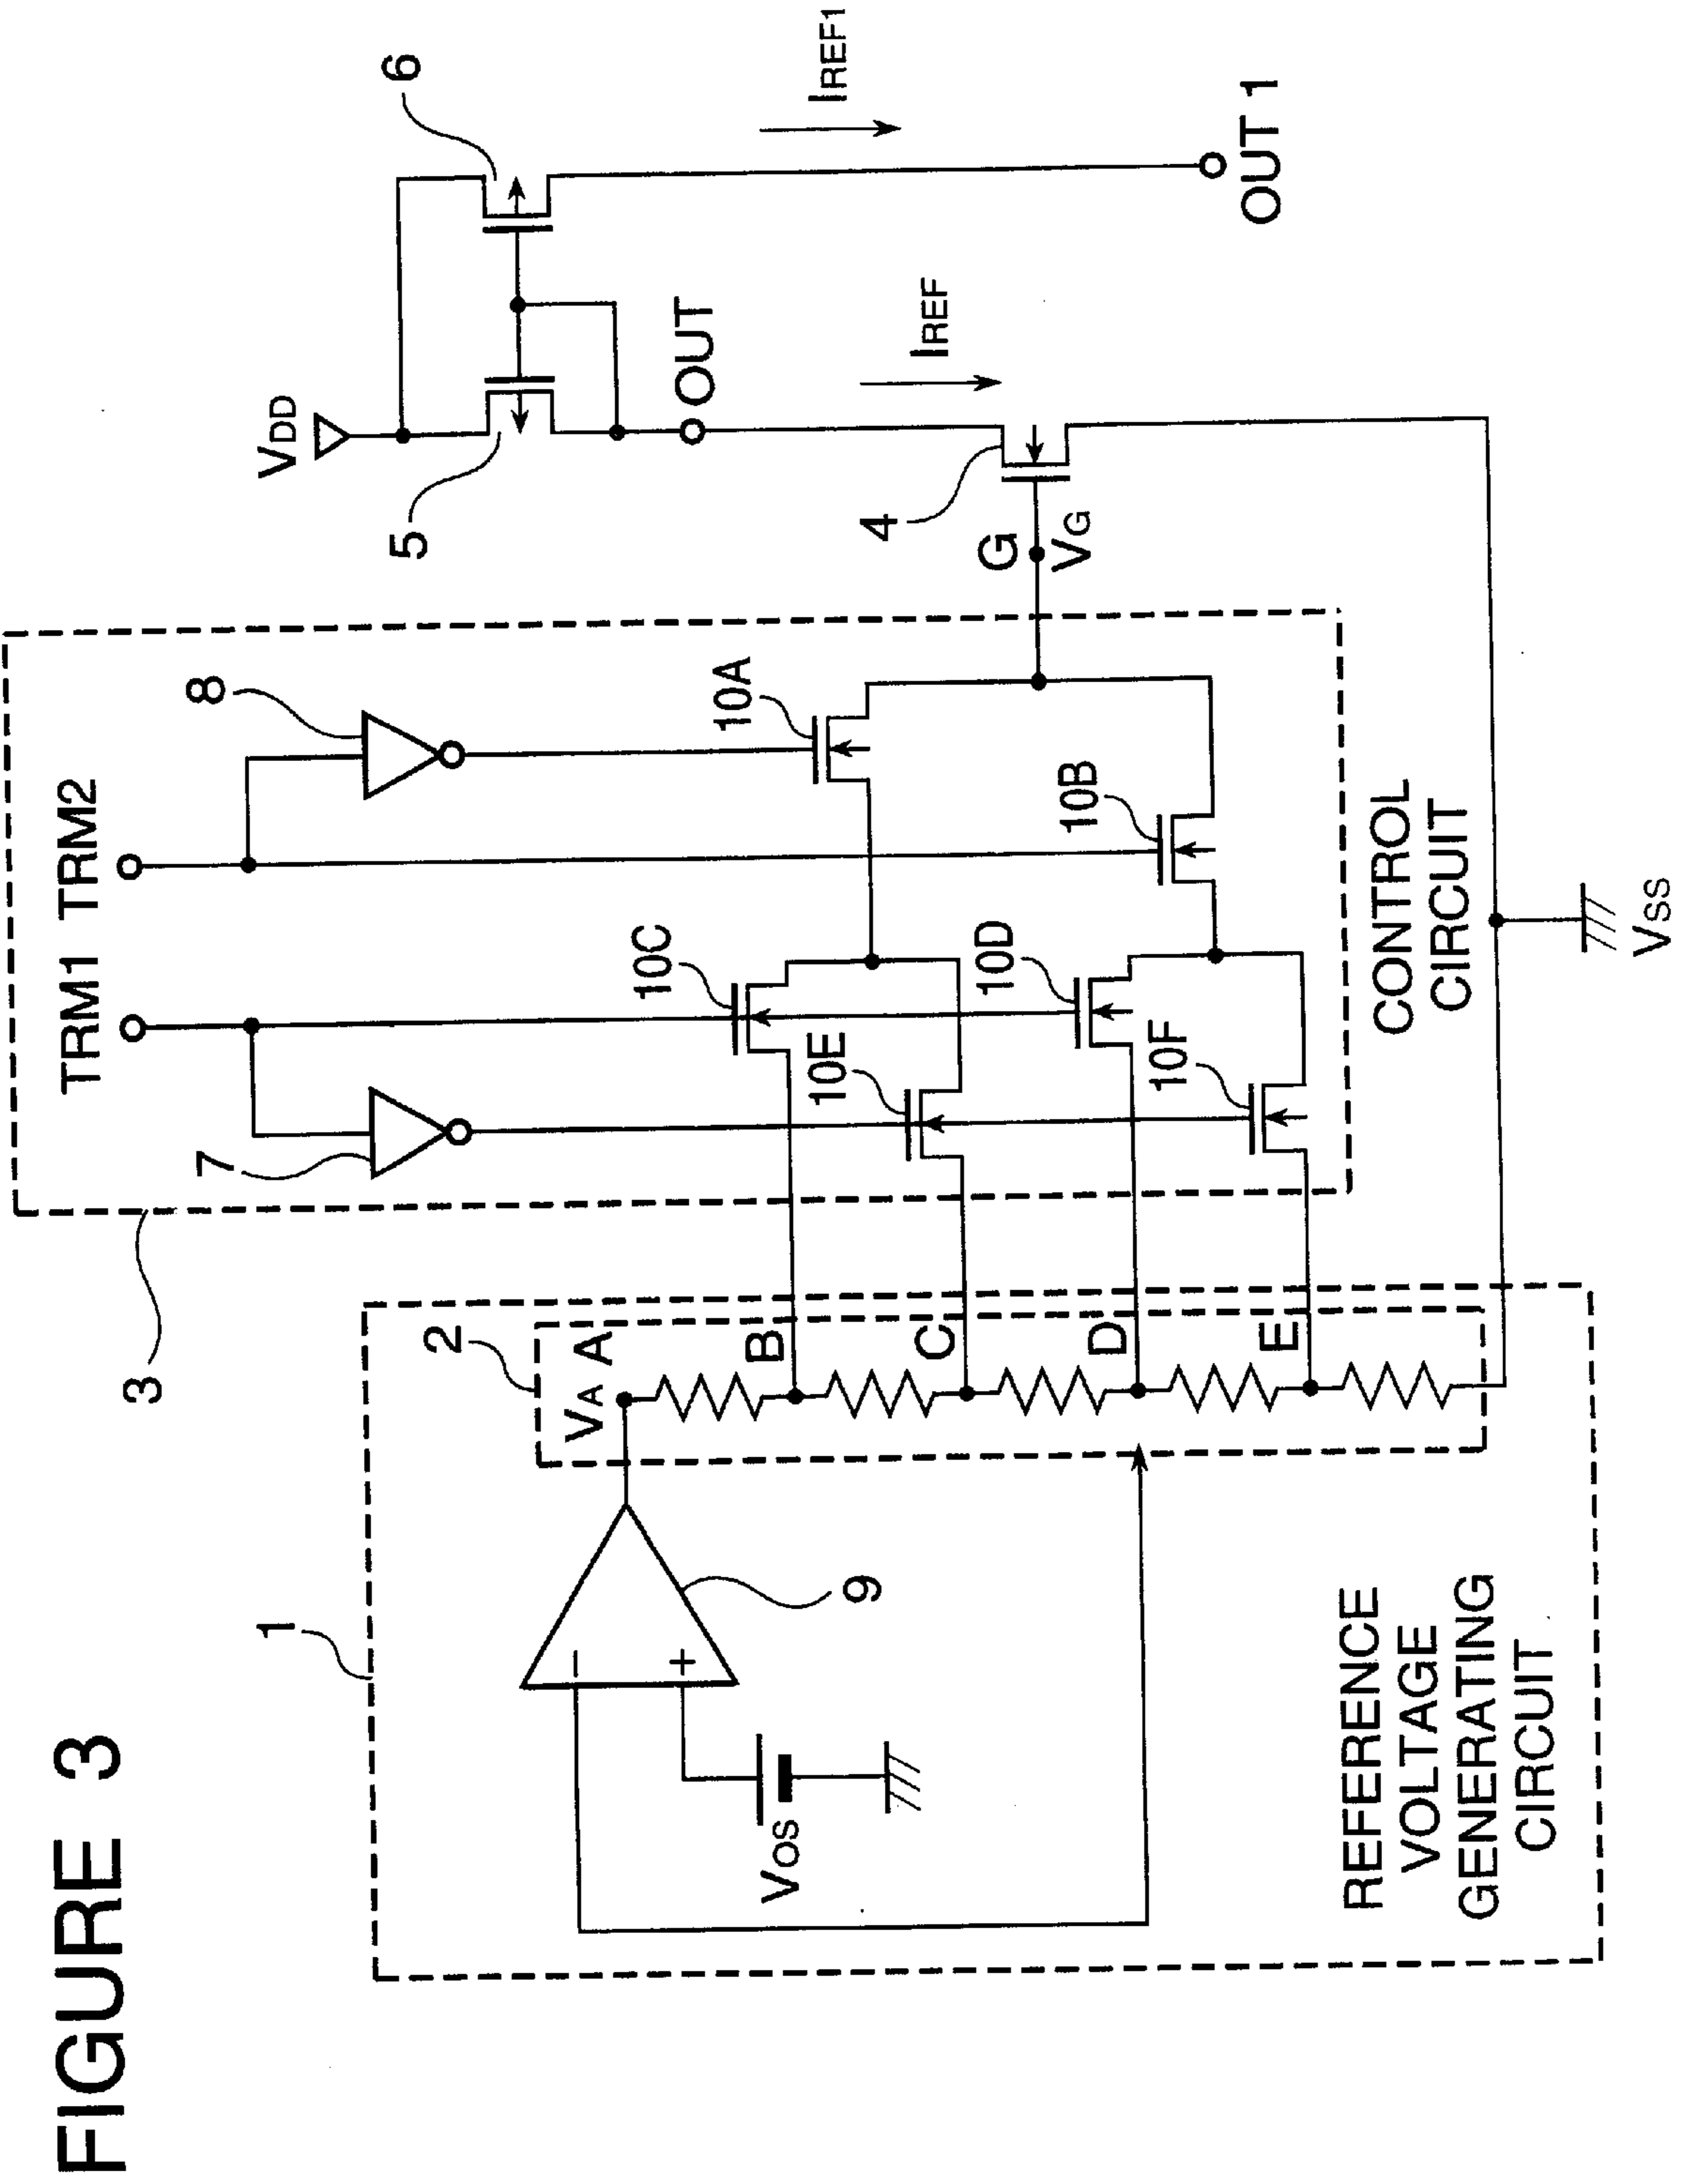 FIGURE 3
1
REFERENCE
VOLTAGE
GENERATING
CIRCUIT
VOS
−
+
9
2
VA A
B
C
D
E
3
TRM1 TRM2
7
8
10C
10E
10D
10F
10A
10B
CONTROL
CIRCUIT
VSS
G
VG
4
VDD
5
6
OUT
IREF
IREF1
OUT 1